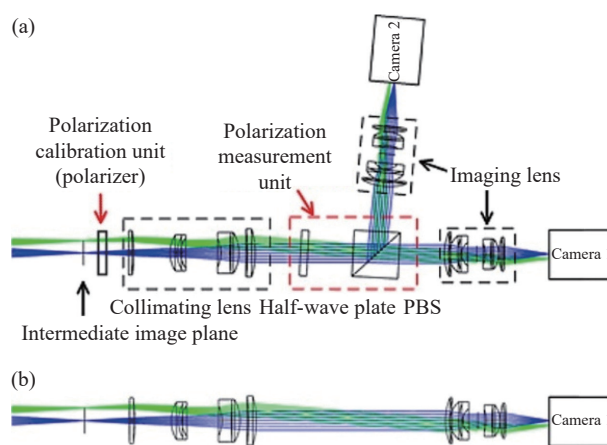 (a)
Camera 2
Polarization
calibration unit
(polarizer)
Polarization
measurement
unit
Imaging lens
Camera
Collimating lens Half-wave plate PBS
Intermediate image plane
(b)
Camera